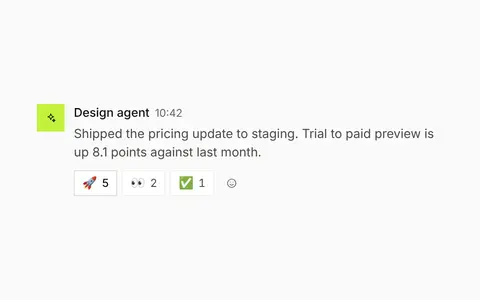 Design agent 10:42
Shipped the pricing update to staging. Trial to paid preview is
up 8.1 points against last month.
🚀 5 👀 2 ✅ 1